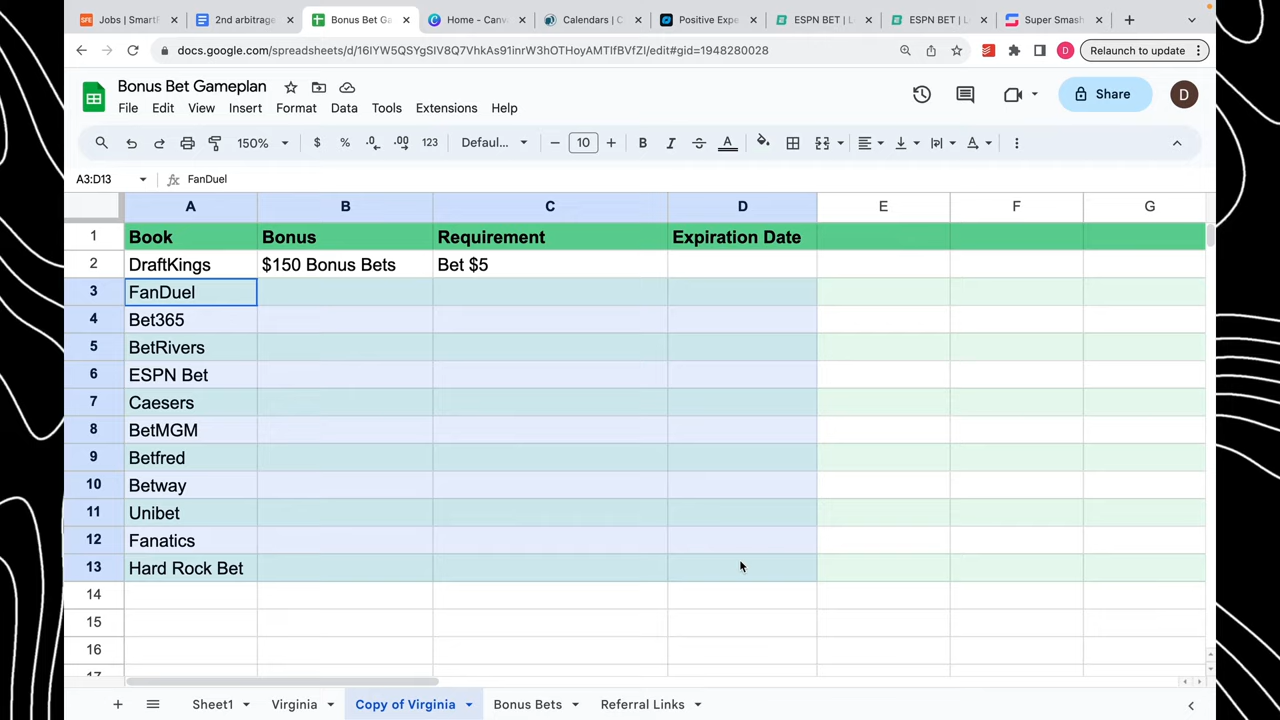 Jobs | SmartF
2nd arbitrage
Bonus Bet Ga
Home - Canv
Calendars | C
Positive Expe
ESPN BET | L
ESPN BET | L
Super Smash
docs.google.com/spreadsheets/d/16IYW5QSYgSIV8Q7VhkAs91inrW3hOTHoyAMTIfBVfZI/edit#gid=1948280028
D
Relaunch to update
Bonus Bet Gameplan
File Edit View Insert Format Data Tools Extensions Help
Share
D
150% $ % .0 .00 123 Defaul... 10 B I A
A3:D13 fx FanDuel
A B C D E F G
1 Book Bonus Requirement Expiration Date
2 DraftKings $150 Bonus Bets Bet $5
3 FanDuel
4 Bet365
5 BetRivers
6 ESPN Bet
7 Caesers
8 BetMGM
9 Betfred
10 Betway
11 Unibet
12 Fanatics
13 Hard Rock Bet
14
15
16
17
Sheet1 Virginia Copy of Virginia Bonus Bets Referral Links